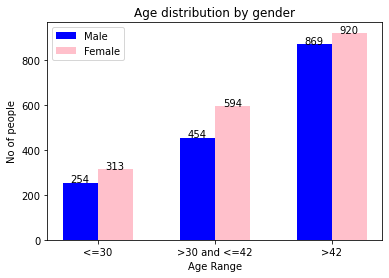 Age distribution by gender
Male
Female
No of people
800
600
400
200
0
254
313
454
594
869
920
<=30
>30 and <=42
>42
Age Range